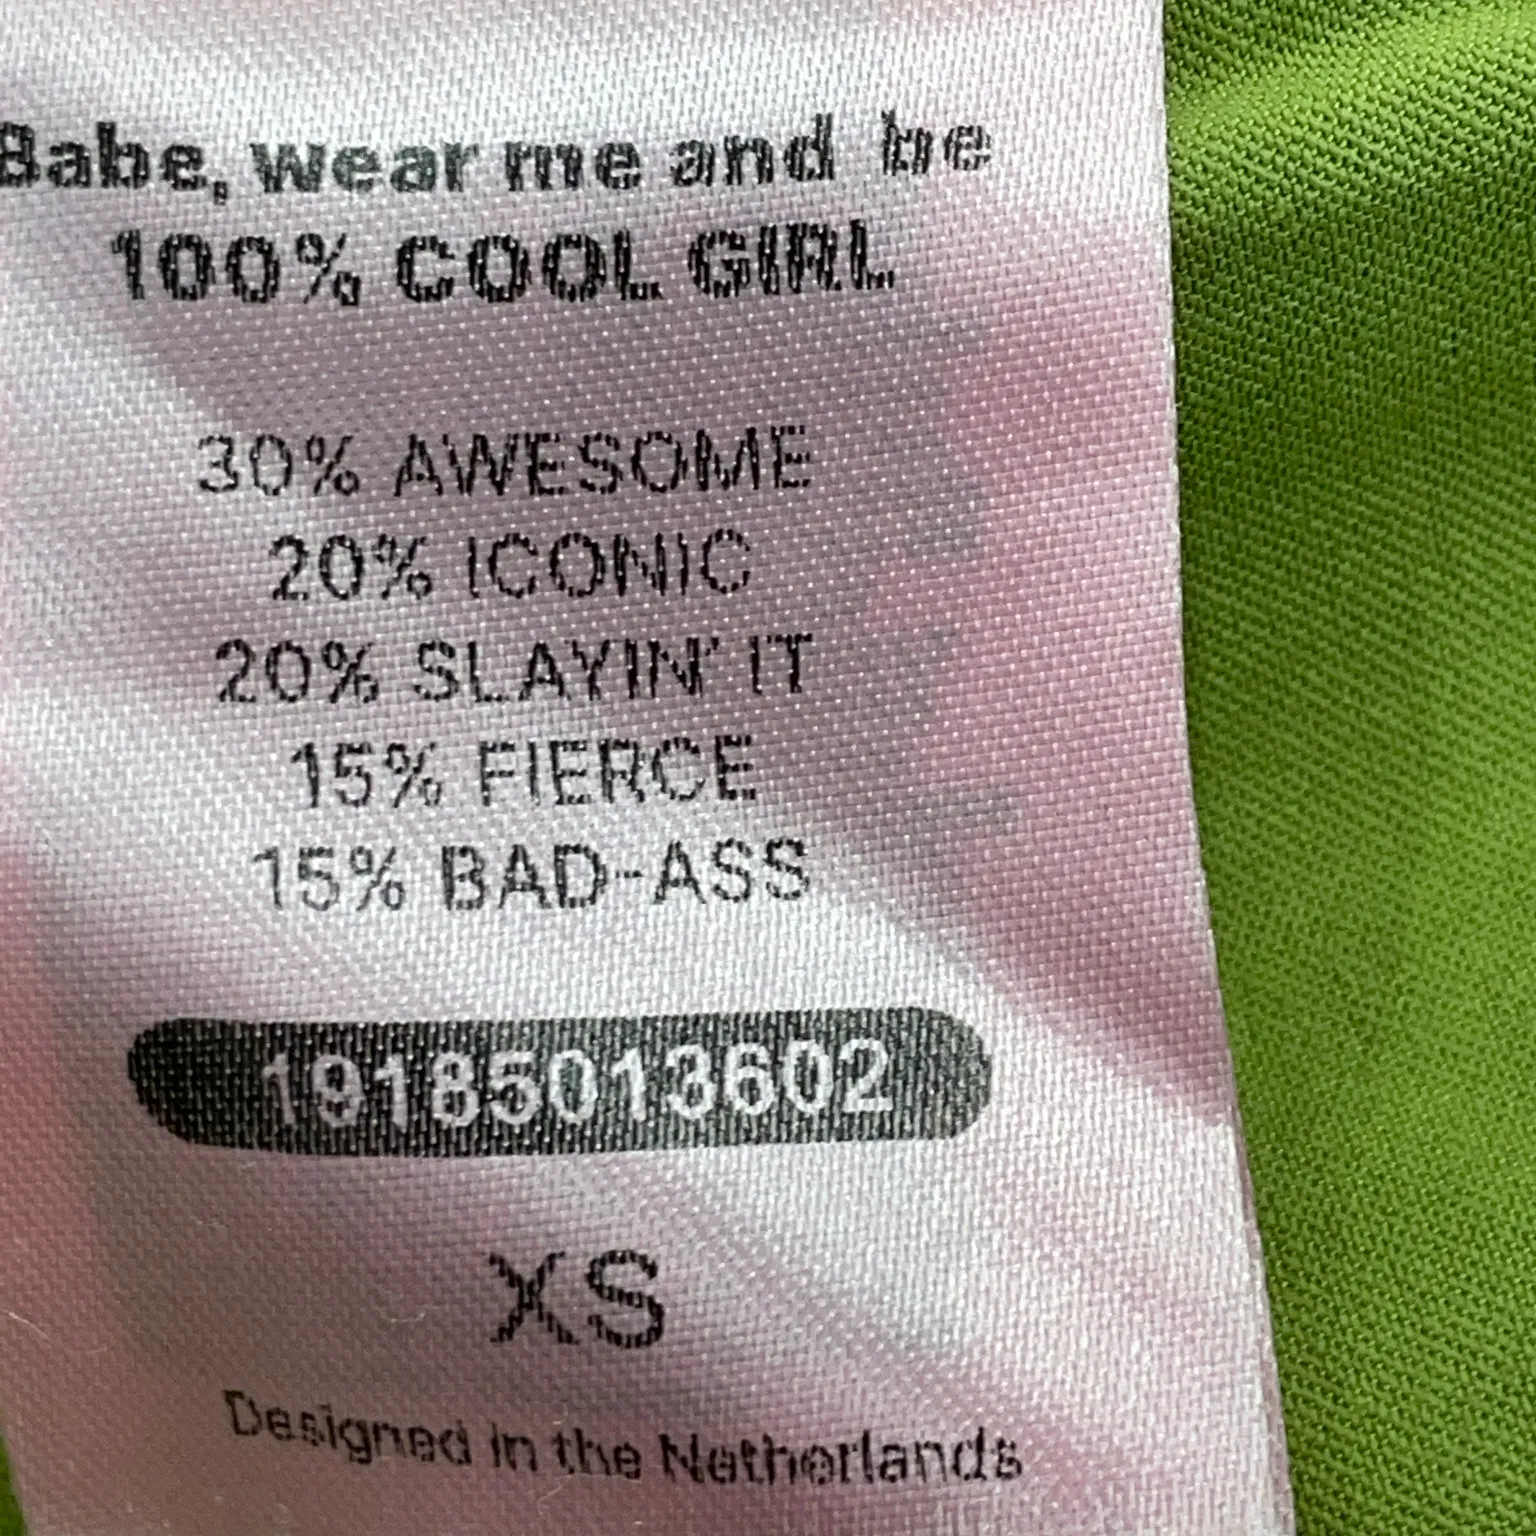 Babe, wear me and be
100% COOL GIRL
30% AWESOME
20% ICONIC
20% SLAYIN' IT
15% FIERCE
15% BAD-ASS
19185013602
XS
Designed in the Netherlands